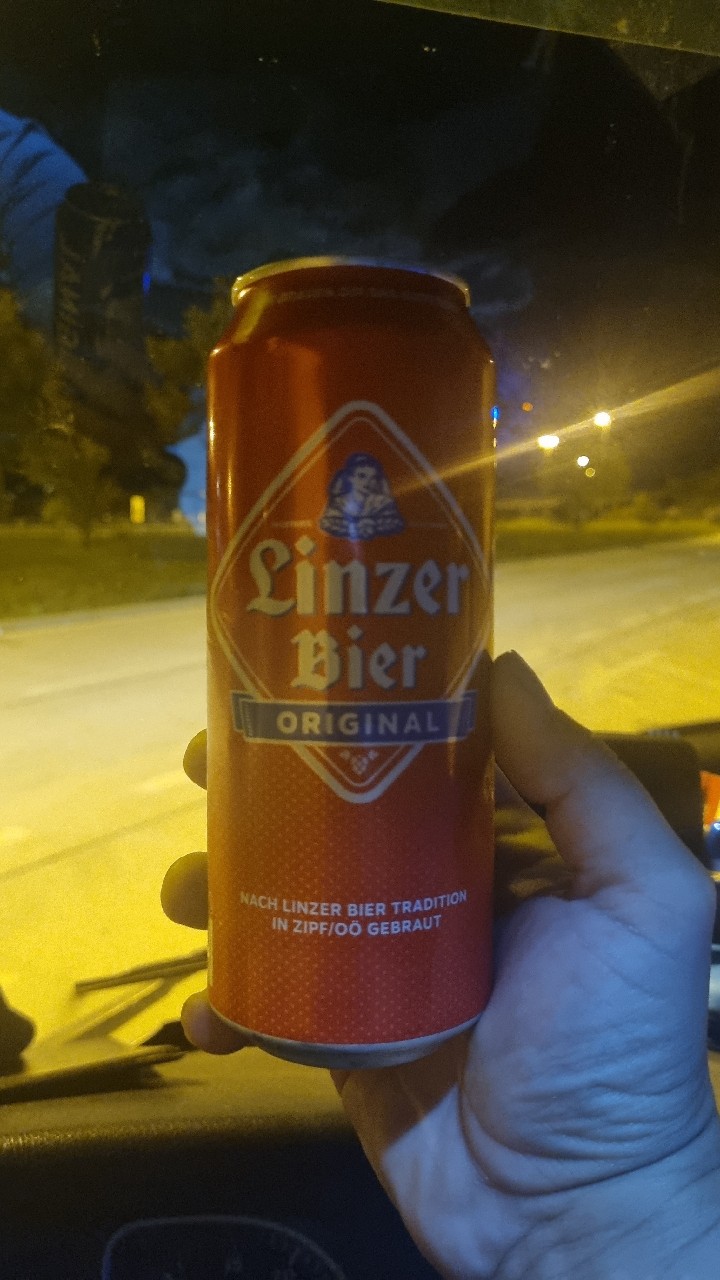 Linzer
Bier
ORIGINAL
NACH LINZER BIER TRADITION
IN ZIPF/OÖ GEBRAUT